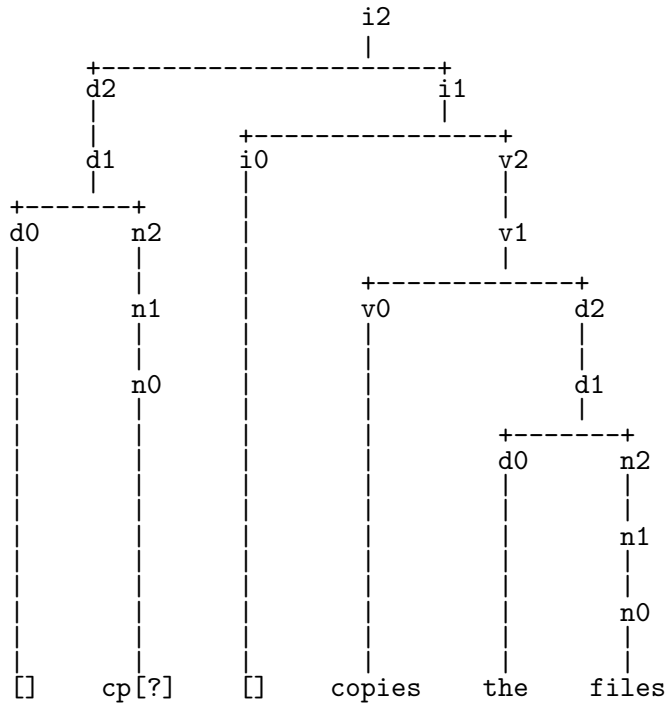 i2
d2 i1
d1 i0 v2
d0 n2 v1
n1 v0 d2
n0 d1
d0 n2
n1
n0
[] cp[?] [] copies the files